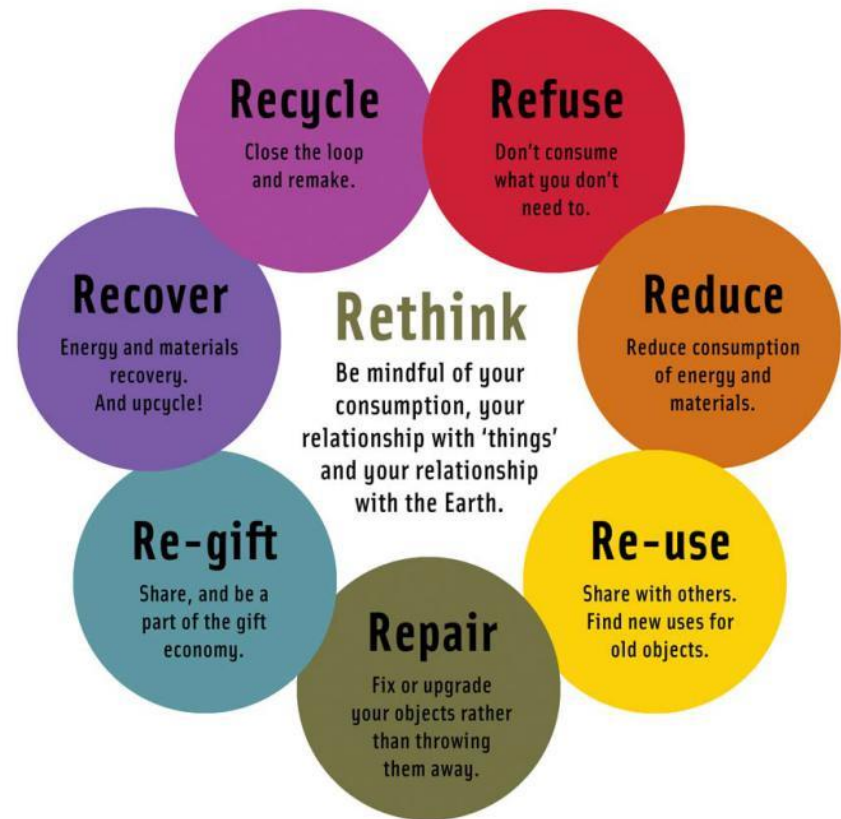 Recycle
Close the loop
and remake.
Refuse
Don't consume
what you don't
need to.
Reduce
Reduce consumption
of energy and
materials.
Re-use
Share with others.
Find new uses for
old objects.
Repair
Fix or upgrade
your objects rather
than throwing
them away.
Re-gift
Share, and be a
part of the gift
economy.
Recover
Energy and materials
recovery.
And upcycle!
Rethink
Be mindful of your
consumption, your
relationship with ‘things’
and your relationship
with the Earth.